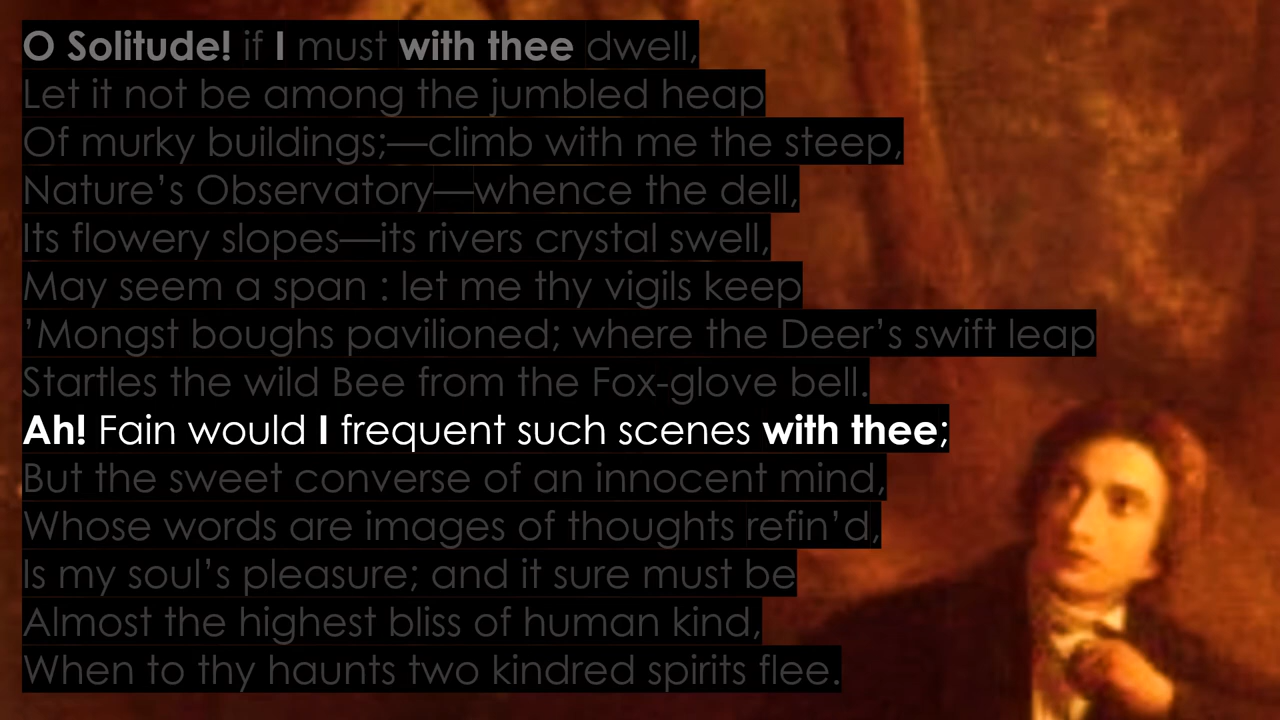 O Solitude! if I must with thee dwell,
Let it not be among the jumbled heap
Of murky buildings;—climb with me the steep,
Nature’s Observatory—whence the dell,
Its flowery slopes—its rivers crystal swell,
May seem a span : let me thy vigils keep
’Mongst boughs pavilioned; where the Deer’s swift leap
Startles the wild Bee from the Fox-glove bell.
Ah! Fain would I frequent such scenes with thee;
But the sweet converse of an innocent mind,
Whose words are images of thoughts refin’d,
Is my soul’s pleasure; and it sure must be
Almost the highest bliss of human kind,
When to thy haunts two kindred spirits flee.